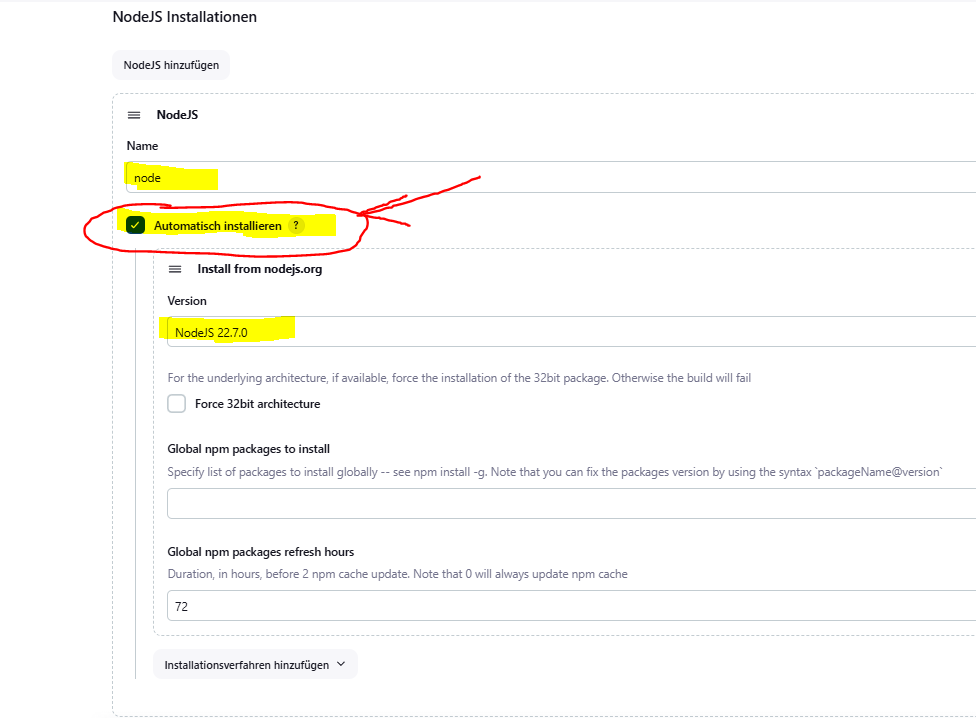 NodeJS Installationen
NodeJS hinzufügen
NodeJS
Name
node
Automatisch installieren ?
Install from nodejs.org
Version
NodeJS 22.7.0
For the underlying architecture, if available, force the installation of the 32bit package. Otherwise the build will fail
Force 32bit architecture
Global npm packages to install
Specify list of packages to install globally -- see npm install -g. Note that you can fix the packages version by using the syntax `packageName@version`
Global npm packages refresh hours
Duration, in hours, before 2 npm cache update. Note that 0 will always update npm cache
72
Installationsverfahren hinzufügen